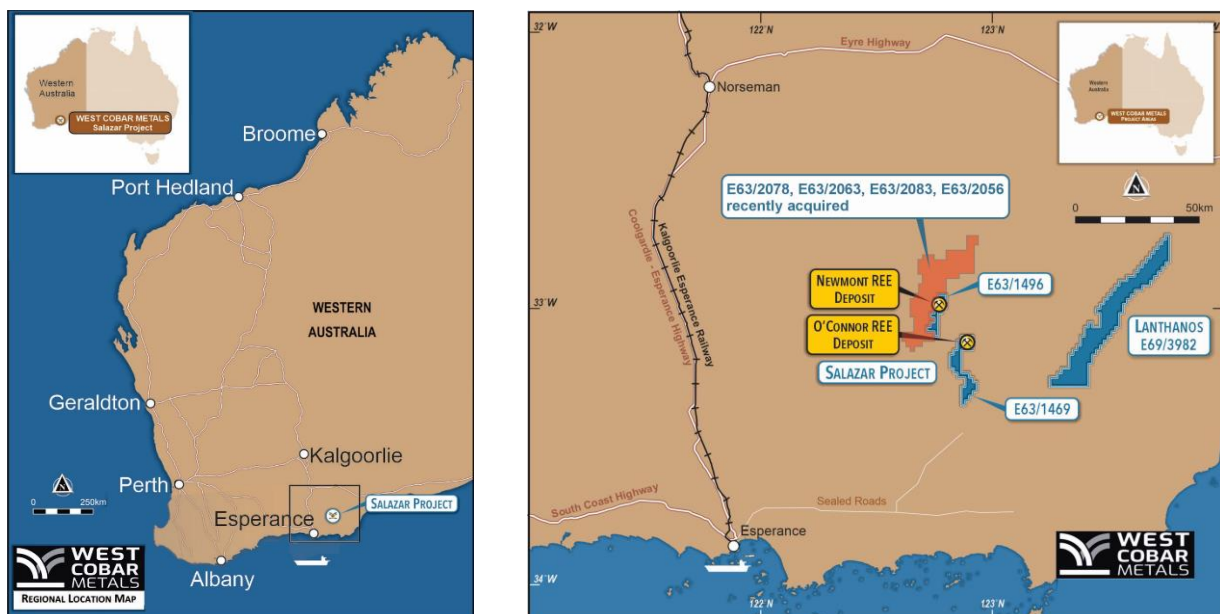 Western
Australia
WEST COBAR METALS
Salazar Project
Broome
Port Hedland
WESTERN
AUSTRALIA
Geraldton
Kalgoorlie
Perth
0 250km
SALAZAR PROJECT
Esperance
Albany
WEST
COBAR
METALS
REGIONAL LOCATION MAP
32°W
122°N
123°N
Eyre Highway
Norseman
Western
Australia
WEST COBAR METALS
PROJECT AREAS
0 50km
E63/2078, E63/2063, E63/2083, E63/2056
recently acquired
Coolgardie - Esperance Highway
Kalgoorlie Esperance Railway
NEWMONT REE
DEPOSIT
E63/1496
33°W
O'CONNOR REE
DEPOSIT
LANTHANOS
E69/3982
SALAZAR PROJECT
E63/1469
South Coast Highway
Sealed Roads
Esperance
WEST
COBAR
METALS
34°W
122°N
123°N